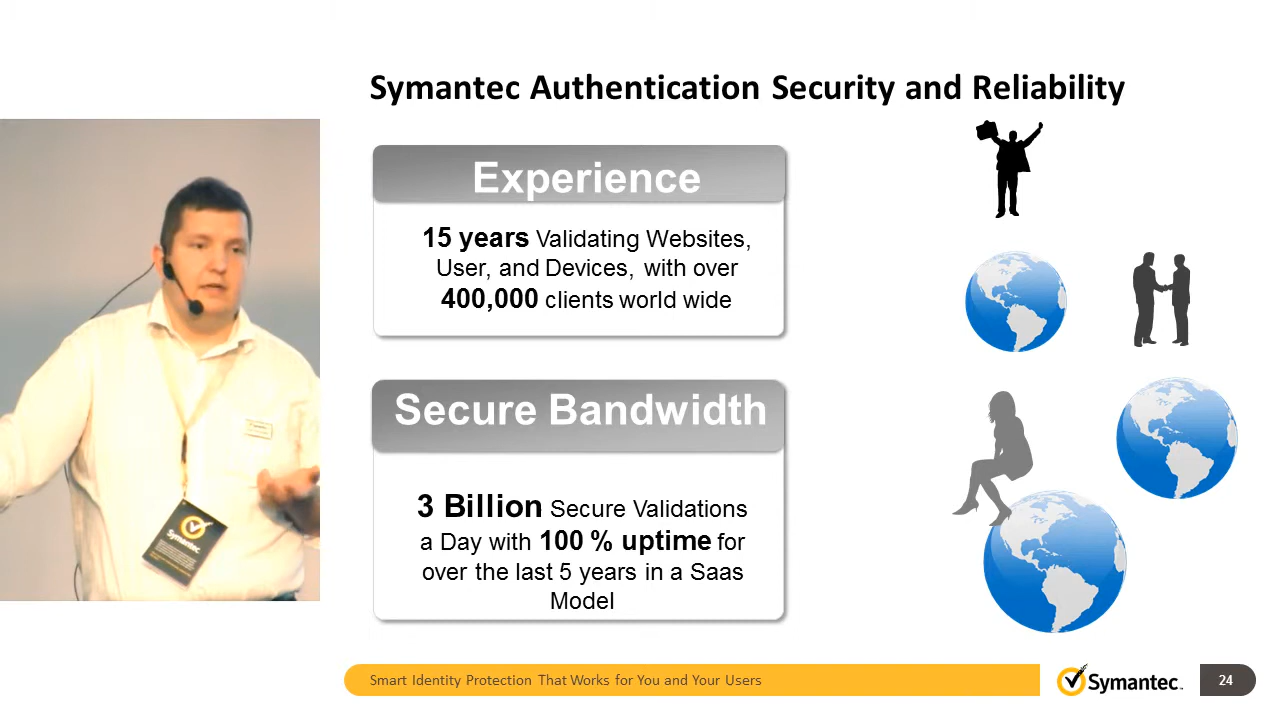 Symantec Authentication Security and Reliability
Experience
15 years Validating Websites,
User, and Devices, with over
400,000 clients world wide
Secure Bandwidth
3 Billion Secure Validations
a Day with 100 % uptime for
over the last 5 years in a Saas
Model
Symantec
Smart Identity Protection That Works for You and Your Users
Symantec.
24